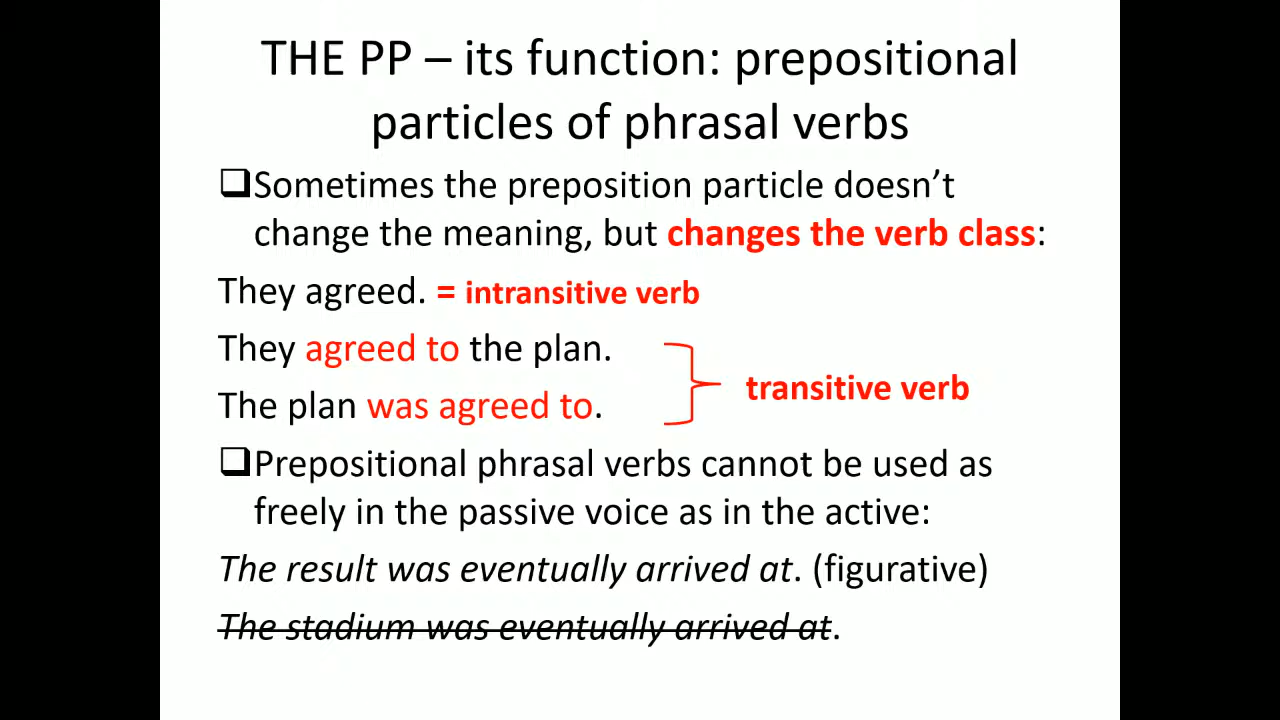 THE PP – its function: prepositional
particles of phrasal verbs
❑Sometimes the preposition particle doesn’t
change the meaning, but changes the verb class:
They agreed. = intransitive verb
They agreed to the plan.
transitive verb
The plan was agreed to.
❑Prepositional phrasal verbs cannot be used as
freely in the passive voice as in the active:
The result was eventually arrived at. (figurative)
The stadium was eventually arrived at.